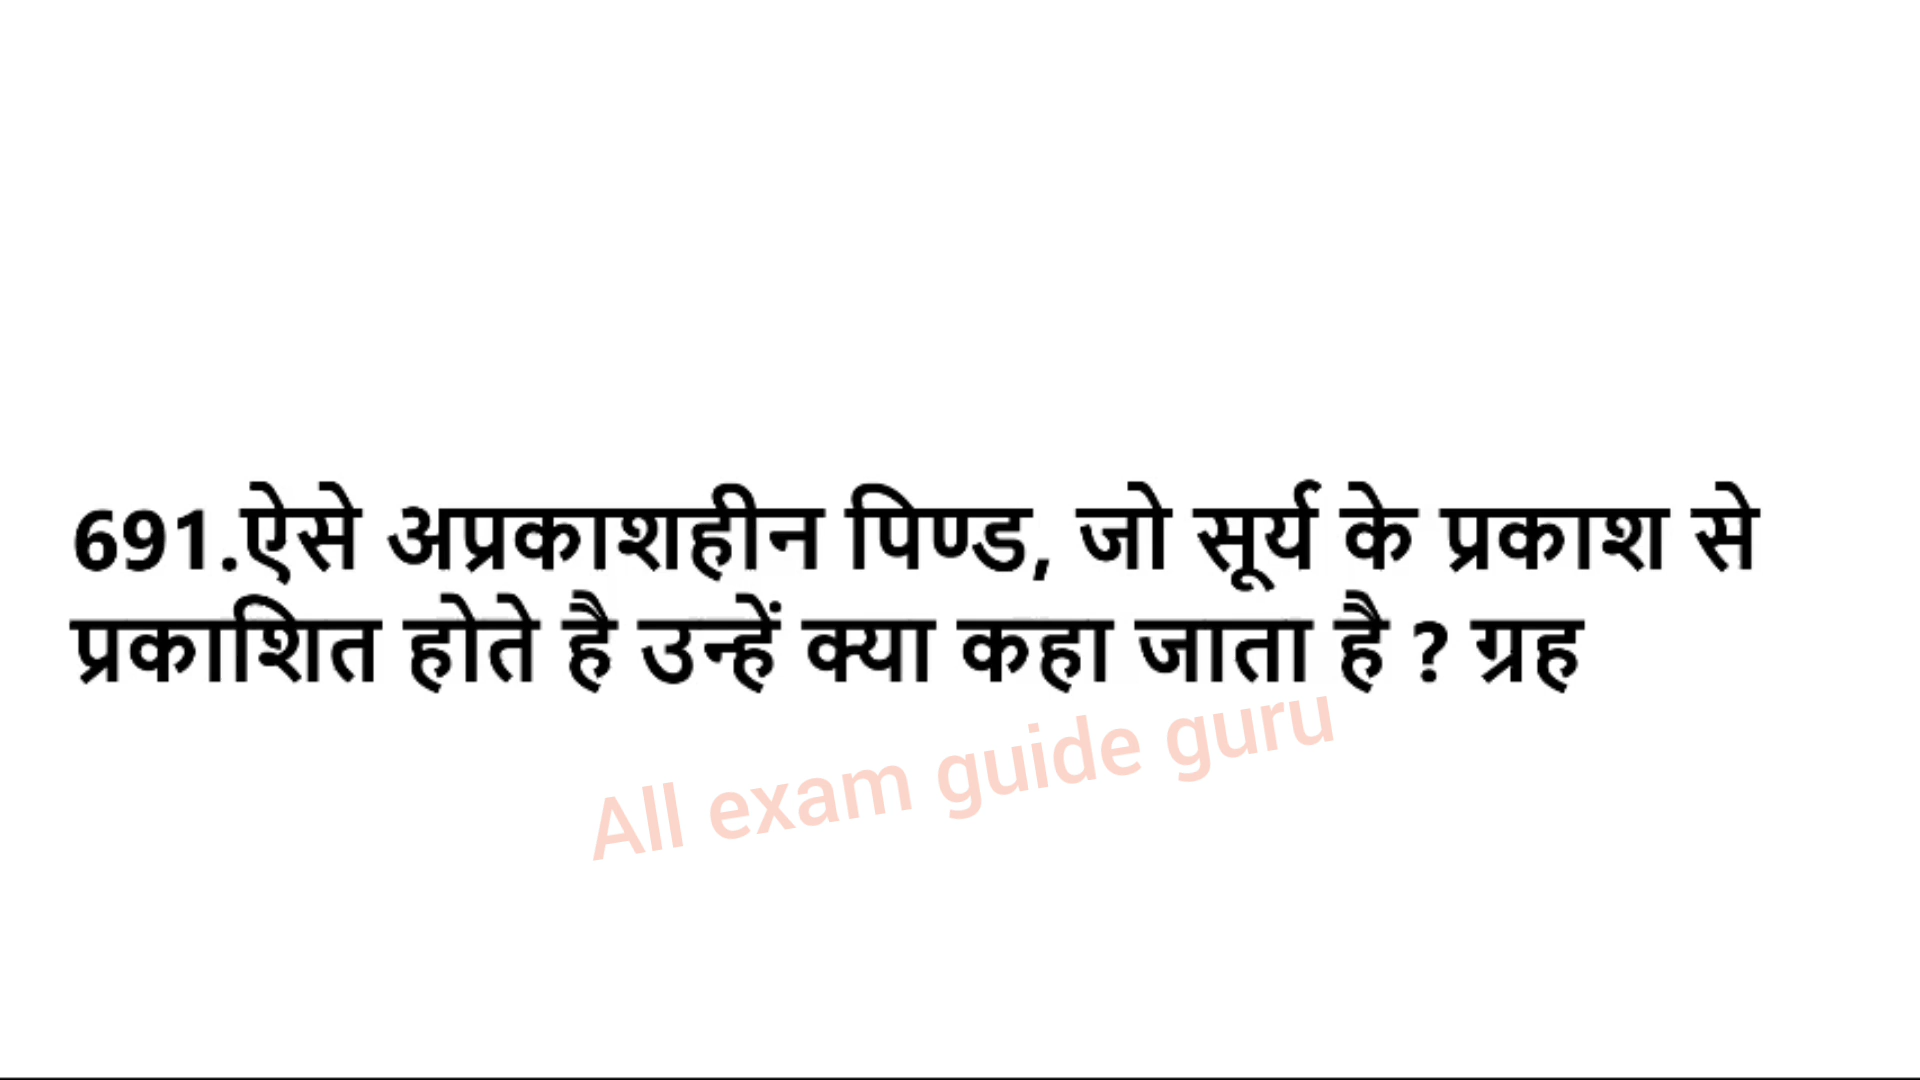 691.ऐसे अप्रकाशहीन पिण्ड, जो सूर्य के प्रकाश से
प्रकाशित होते है उन्हें क्या कहा जाता है ? ग्रह
All exam guide guru